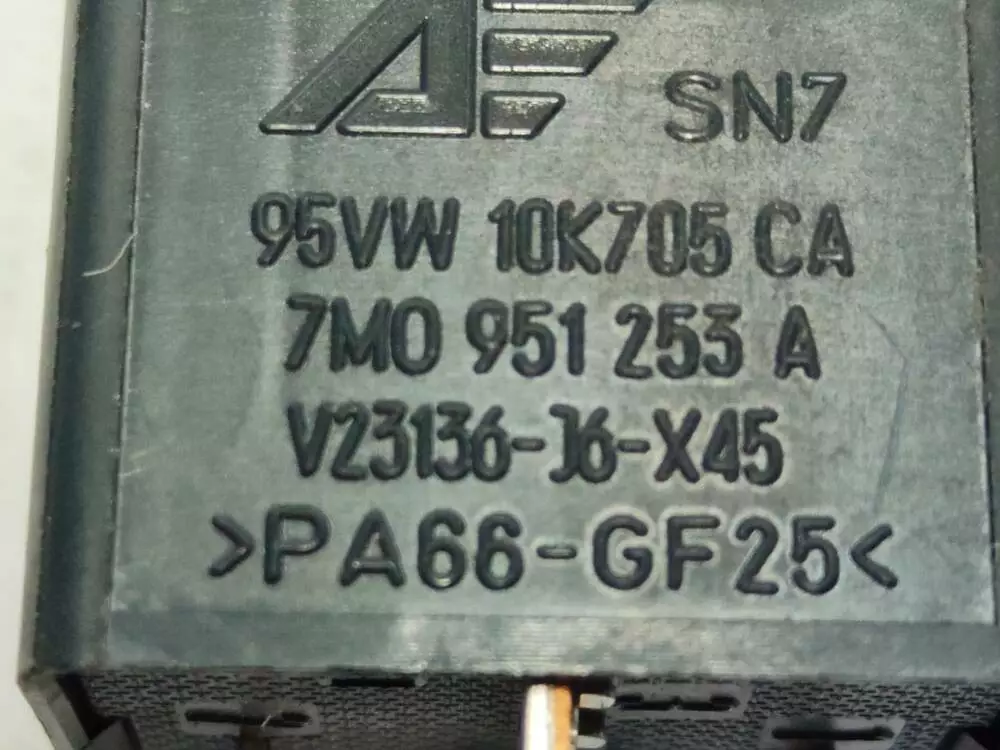 SN7
95VW 10K705 CA
7M0 951 253 A
V23136-J6-X45
>PA66-GF25<